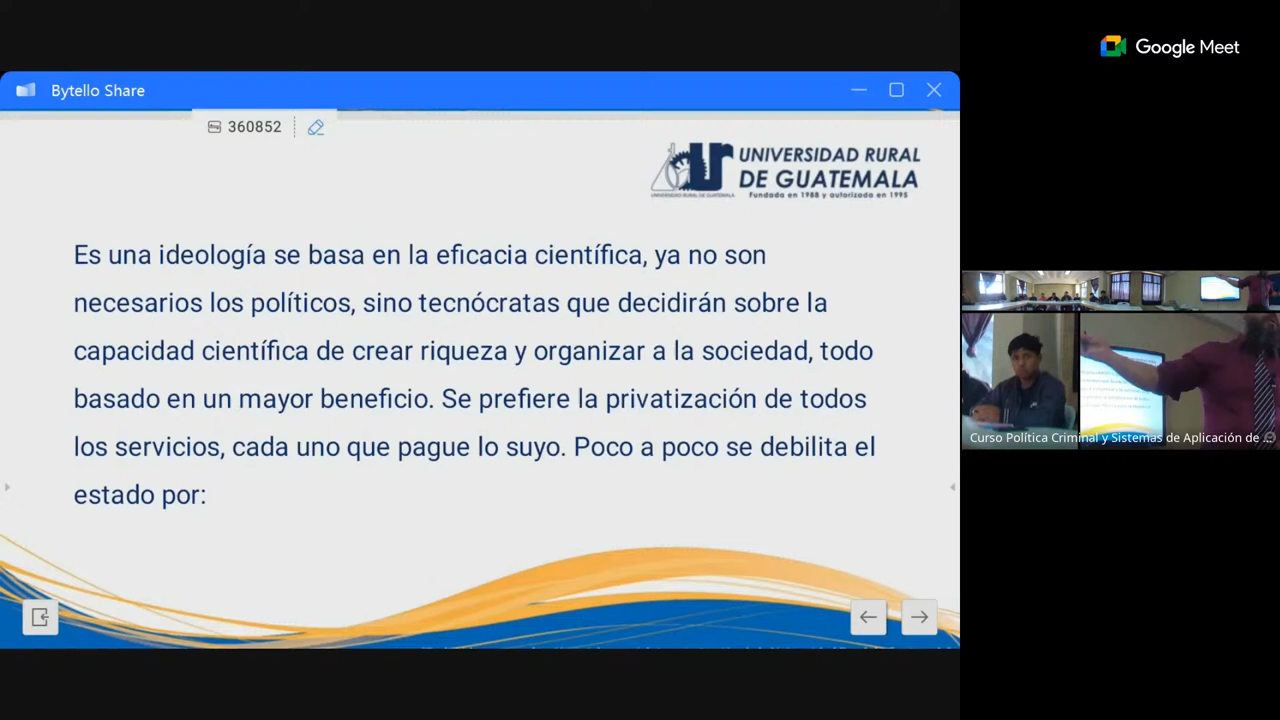 Google Meet
Bytello Share
360852
UNIVERSIDAD RURAL
DE GUATEMALA
Fundada en 1988 y autorizada en 1995
UNIVERSIDAD RURAL DE GUATEMALA
Es una ideología se basa en la eficacia científica, ya no son
necesarios los políticos, sino tecnócratas que decidirán sobre la
capacidad científica de crear riqueza y organizar a la sociedad, todo
basado en un mayor beneficio. Se prefiere la privatización de todos
los servicios, cada uno que pague lo suyo. Poco a poco se debilita el
estado por:
Curso Política Criminal y Sistemas de Aplicación de ...